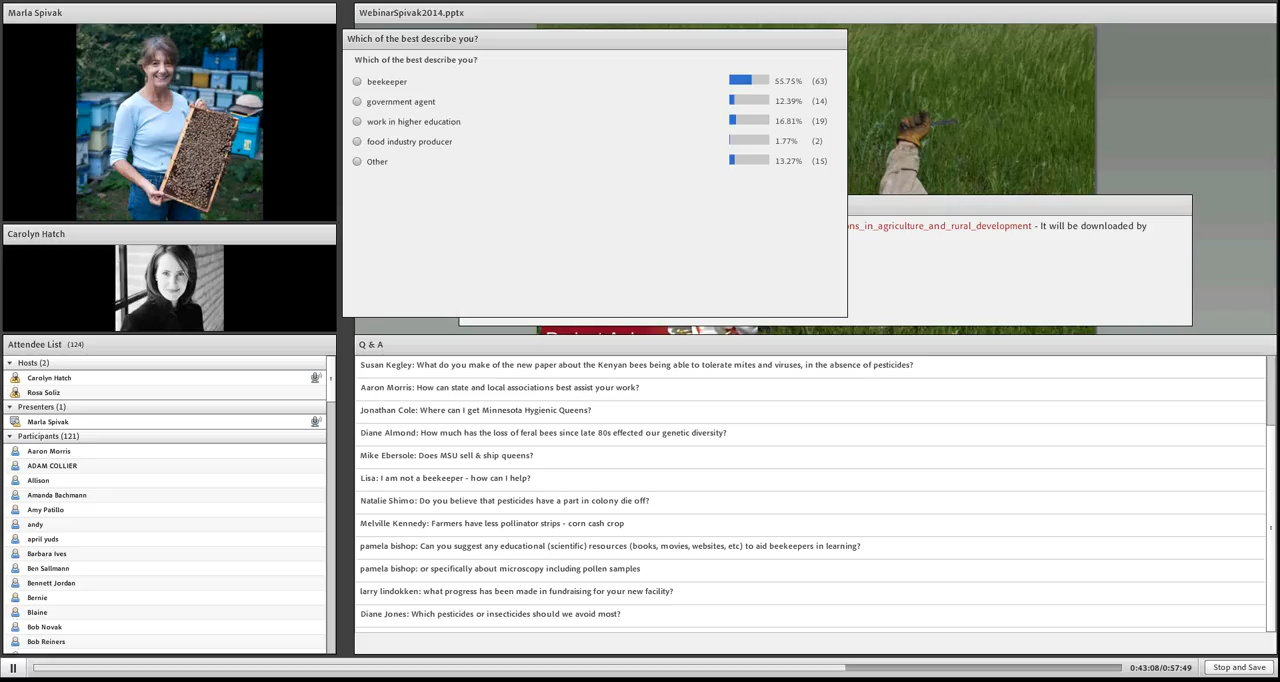 Marla Spivak
WebinarSpivak2014.pptx
Which of the best describe you?
Which of the best describe you?
beekeeper 55.75% (63)
government agent 12.39% (14)
work in higher education 16.81% (19)
food industry producer 1.77% (2)
Other 13.27% (15)
ns_in_agriculture_and_rural_development - It will be downloaded by
Carolyn Hatch
Attendee List (124)
Hosts (2)
Carolyn Hatch
Rosa Soliz
Presenters (1)
Marla Spivak
Participants (121)
Aaron Morris
ADAM COLLIER
Allison
Amanda Bachmann
Amy Patillo
andy
april yuds
Barbara Ives
Ben Sallmann
Bennett Jordan
Bernie
Blaine
Bob Novak
Bob Reiners
Q & A
Susan Kegley: What do you make of the new paper about the Kenyan bees being able to tolerate mites and viruses, in the absence of pesticides?
Aaron Morris: How can state and local associations best assist your work?
Jonathan Cole: Where can I get Minnesota Hygienic Queens?
Diane Almond: How much has the loss of feral bees since late 80s effected our genetic diversity?
Mike Ebersole: Does MSU sell & ship queens?
Lisa: I am not a beekeeper - how can I help?
Natalie Shimo: Do you believe that pesticides have a part in colony die off?
Melville Kennedy: Farmers have less pollinator strips - corn cash crop
pamela bishop: Can you suggest any educational (scientific) resources (books, movies, websites, etc) to aid beekeepers in learning?
pamela bishop: or specifically about microscopy including pollen samples
larry lindokken: what progress has been made in fundraising for your new facility?
Diane Jones: Which pesticides or insecticides should we avoid most?
0:43:08/0:57:49
Stop and Save